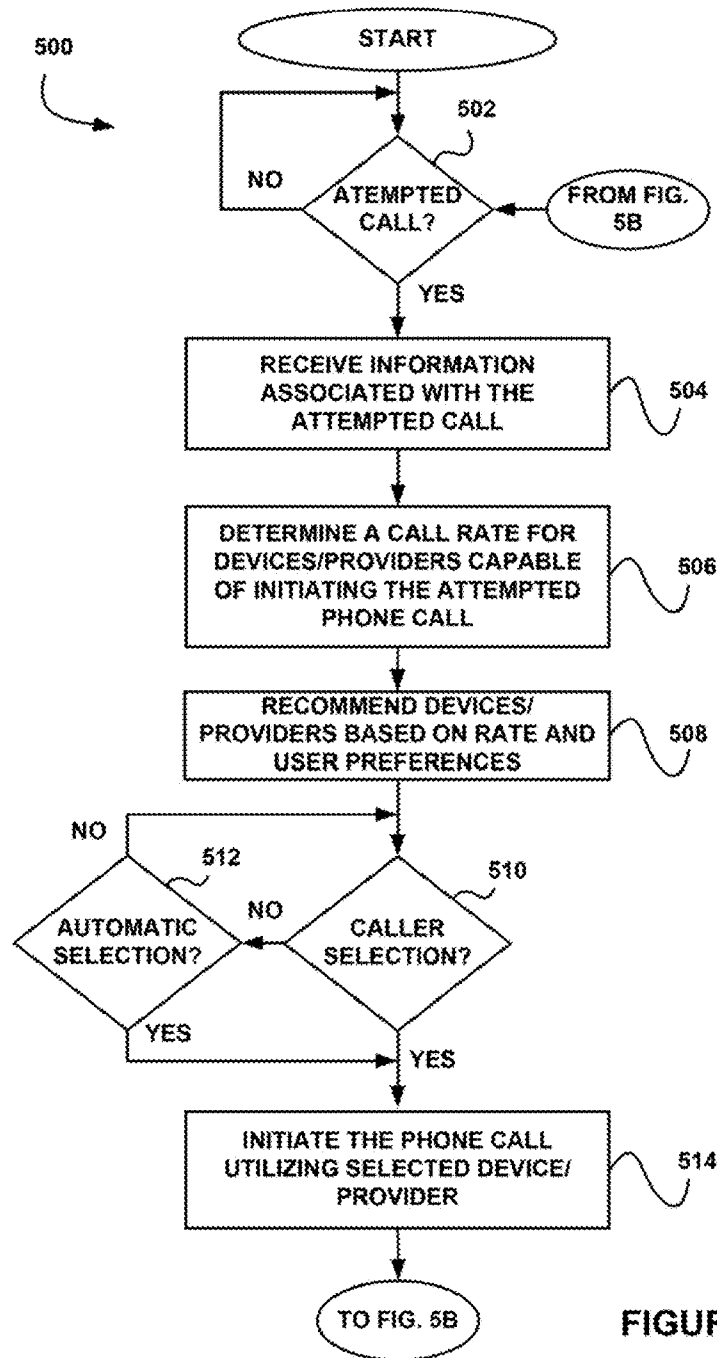 START
500
502
NO
ATEMPTED
CALL?
FROM FIG.
5B
YES
RECEIVE INFORMATION
ASSOCIATED WITH THE
ATTEMPTED CALL
504
DETERMINE A CALL RATE FOR
DEVICES/PROVIDERS CAPABLE
OF INITIATING THE ATTEMPTED
PHONE CALL
506
RECOMMEND DEVICES/
PROVIDERS BASED ON RATE AND
USER PREFERENCES
508
NO
512
510
AUTOMATIC
SELECTION?
NO
CALLER
SELECTION?
YES
YES
INITIATE THE PHONE CALL
UTILIZING SELECTED DEVICE/
PROVIDER
514
TO FIG. 5B